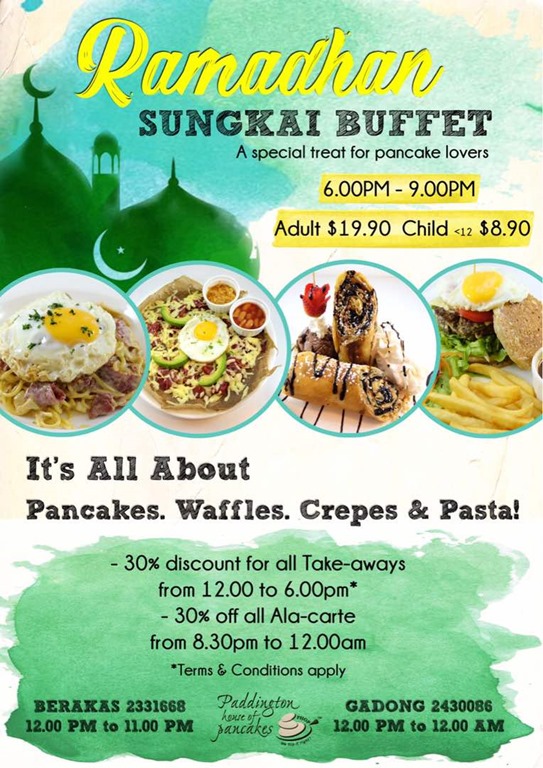 Ramadhan
SUNGKAI BUFFET
A special treat for pancake lovers
6.00PM - 9.00PM
Adult $19.90 Child <12 $8.90
It's All About
Pancakes. Waffles. Crepes & Pasta!
- 30% discount for all Take-aways
from 12.00 to 6.00pm*
- 30% off all Ala-carte
from 8.30pm to 12.00am
*Terms & Conditions apply
BERAKAS 2331668
12.00 PM to 11.00 PM
Paddington
house of
pancakes
GADONG 2430086
12.00 PM to 12.00 AM